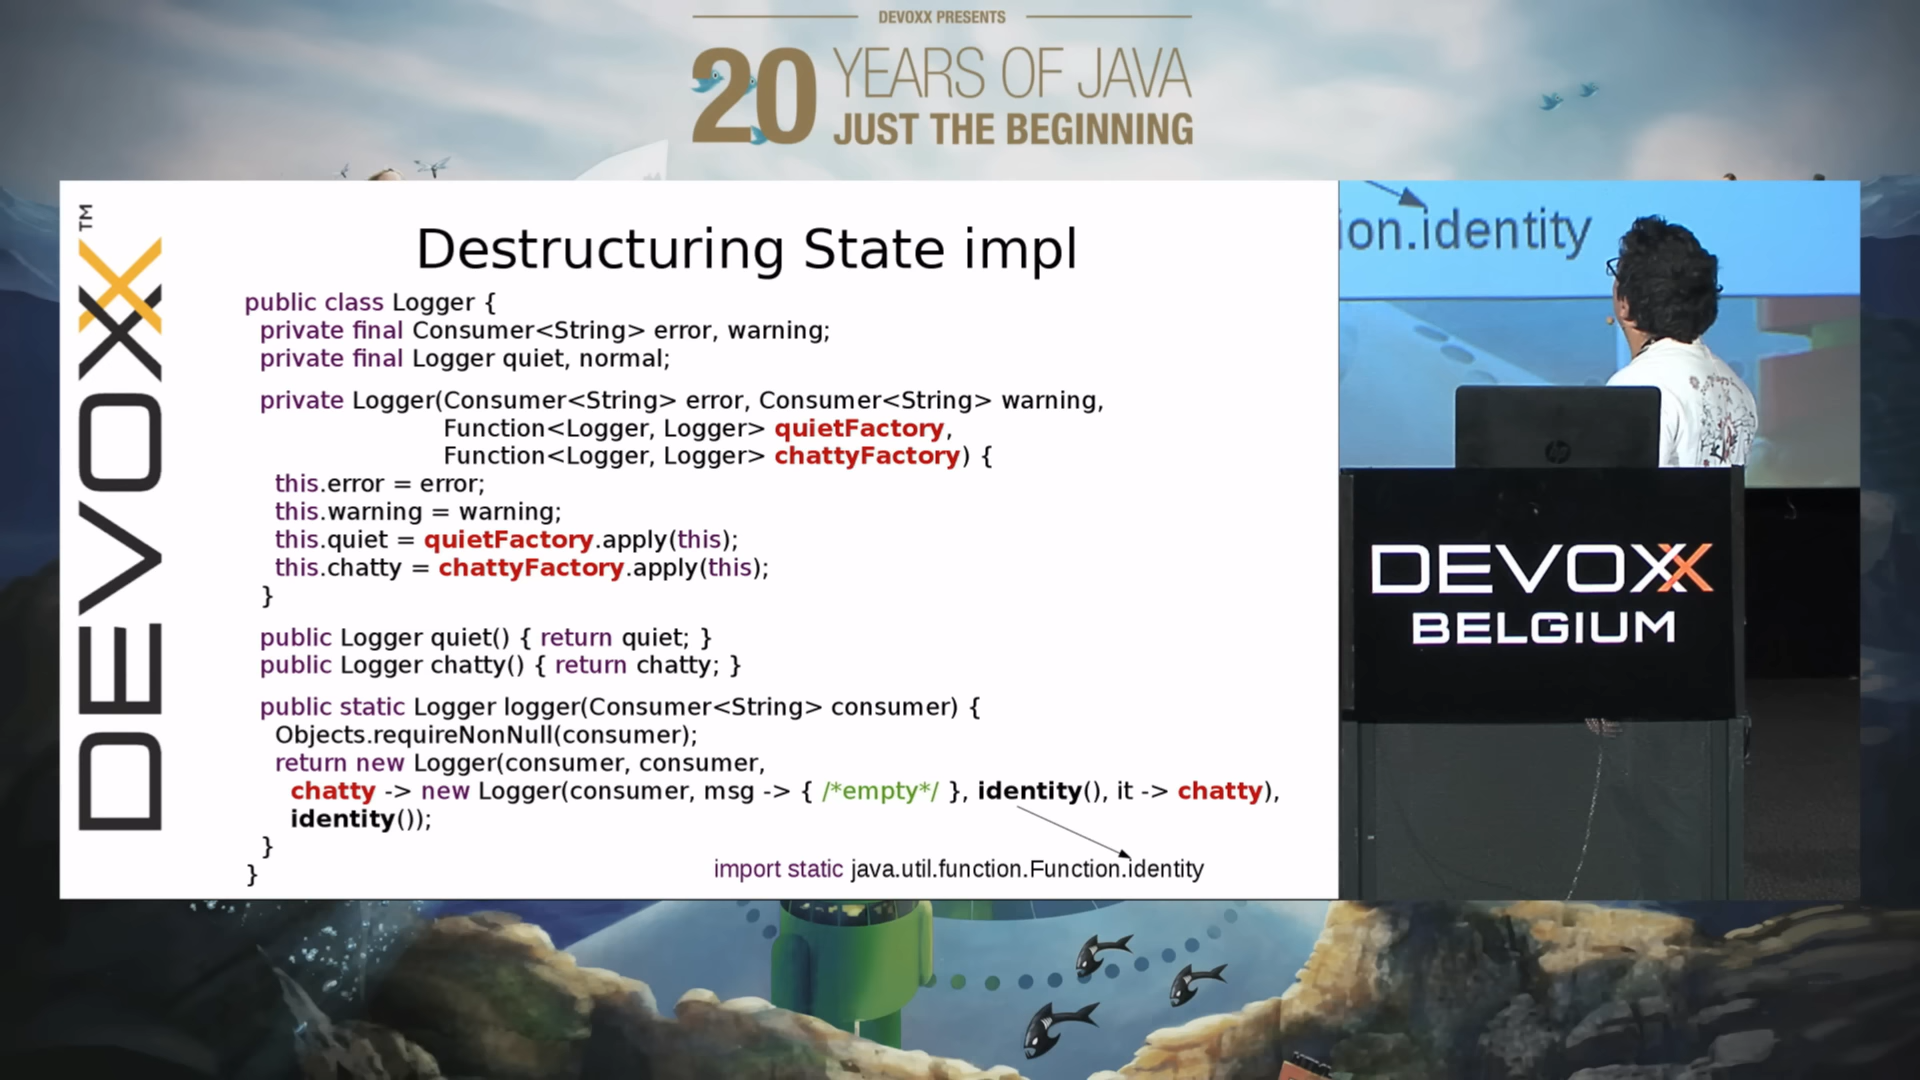 DEVOXX PRESENTS
20 YEARS OF JAVA
JUST THE BEGINNING
DEVOXX™
Destructuring State impl
public class Logger {
private final Consumer<String> error, warning;
private final Logger quiet, normal;
private Logger(Consumer<String> error, Consumer<String> warning,
Function<Logger, Logger> quietFactory,
Function<Logger, Logger> chattyFactory) {
this.error = error;
this.warning = warning;
this.quiet = quietFactory.apply(this);
this.chatty = chattyFactory.apply(this);
}
public Logger quiet() { return quiet; }
public Logger chatty() { return chatty; }
public static Logger logger(Consumer<String> consumer) {
Objects.requireNonNull(consumer);
return new Logger(consumer, consumer,
chatty -> new Logger(consumer, msg -> { /*empty*/ }, identity(), it -> chatty),
identity());
}
}
import static java.util.function.Function.identity
ion.identity
hp
DEVOXX
BELGIUM